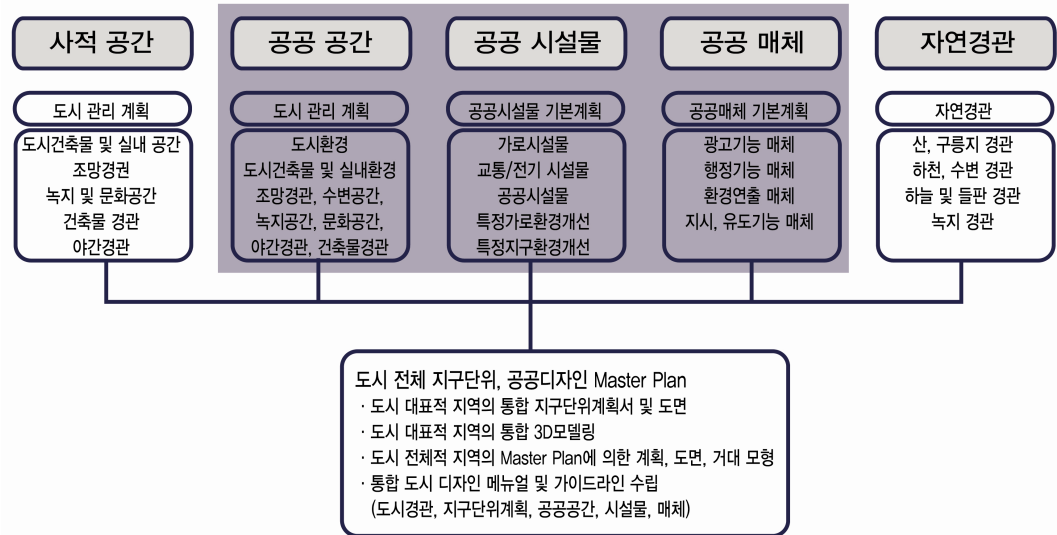 사적 공간
공공 공간
공공 시설물
공공 매체
자연경관
도시 관리 계획
도시건축물 및 실내 공간
조망경권
녹지 및 문화공간
건축물 경관
야간경관
도시 관리 계획
도시환경
도시건축물 및 실내환경
조망경관, 수변공간,
녹지공간, 문화공간,
야간경관, 건축물경관
공공시설물 기본계획
가로시설물
교통/전기 시설물
공공시설물
특정가로환경개선
특정지구환경개선
공공매체 기본계획
광고기능 매체
행정기능 매체
환경연출 매체
지시, 유도기능 매체
자연경관
산, 구릉지 경관
하천, 수변 경관
하늘 및 들판 경관
녹지 경관
도시 전체 지구단위, 공공디자인 Master Plan
· 도시 대표적 지역의 통합 지구단위계획서 및 도면
· 도시 대표적 지역의 통합 3D모델링
· 도시 전체적 지역의 Master Plan에 의한 계획, 도면, 거대 모형
· 통합 도시 디자인 메뉴얼 및 가이드라인 수립
(도시경관, 지구단위계획, 공공공간, 시설물, 매체)